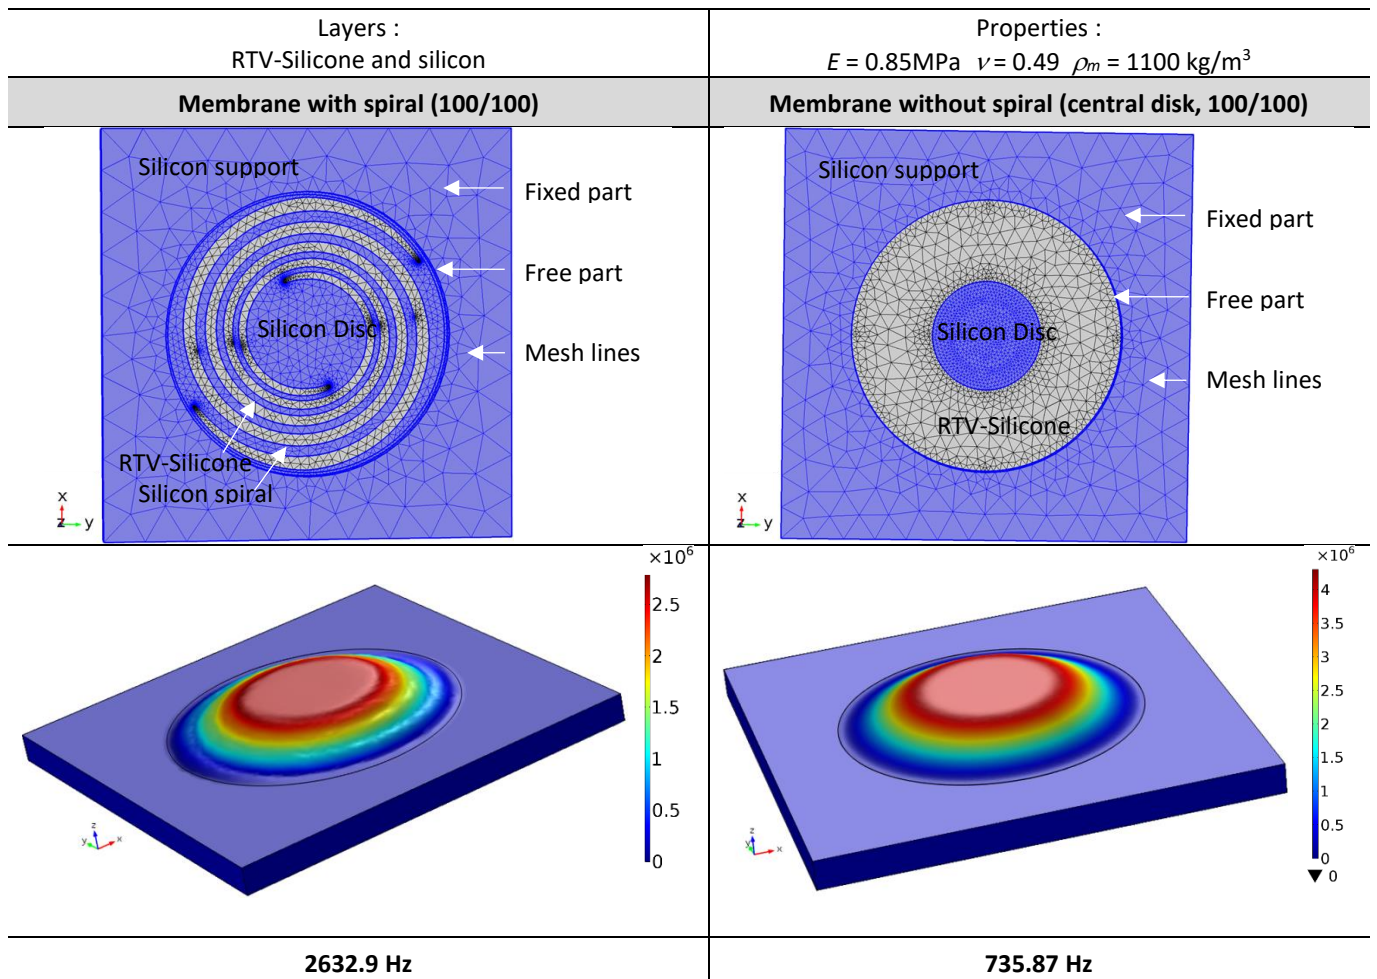 Layers :
RTV-Silicone and silicon
Properties :
E = 0.85MPa ν = 0.49 ρm = 1100 kg/m³
Membrane with spiral (100/100)
Membrane without spiral (central disk, 100/100)
Silicon support
Fixed part
Free part
Silicon Disc
Mesh lines
RTV-Silicone
Silicon spiral
x
z y
Silicon support
Fixed part
Free part
Silicon Disc
Mesh lines
RTV-Silicone
x
z y
×10⁶
2.5
2
1.5
1
0.5
0
z
y x
×10⁶
4
3.5
3
2.5
2
1.5
1
0.5
0
▼ 0
z
y x
2632.9 Hz
735.87 Hz